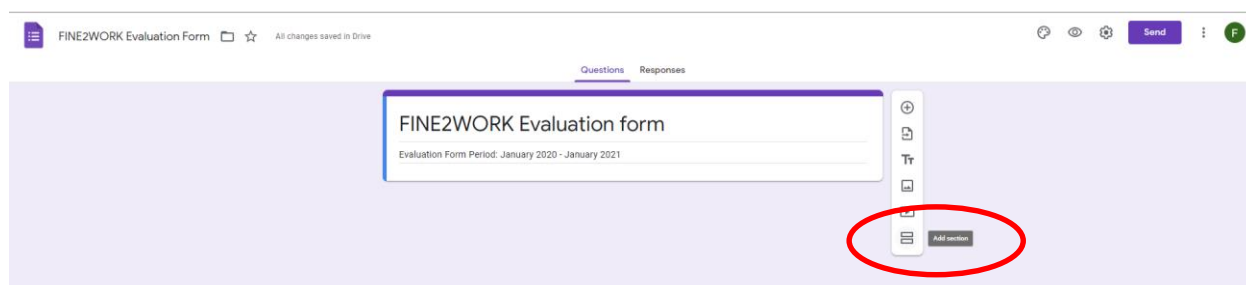 FINE2WORK Evaluation Form
All changes saved in Drive
Send
F
Questions Responses
FINE2WORK Evaluation form
Evaluation Form Period: January 2020 - January 2021
Tт
Add section